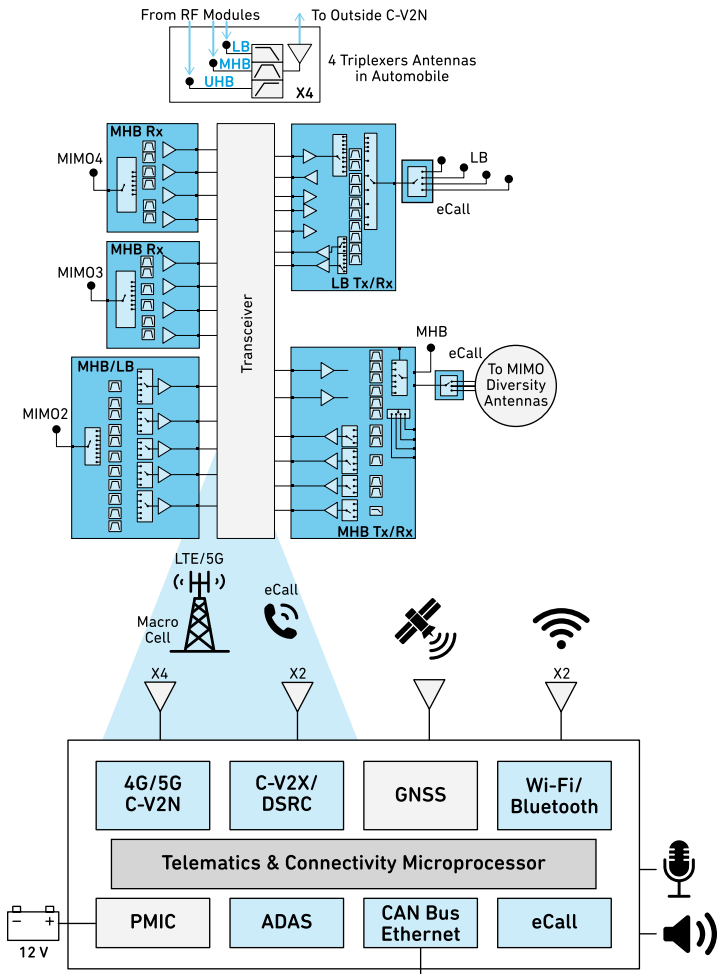 From RF Modules
To Outside C-V2N
LB
MHB
UHB
X4
4 Triplexers Antennas
in Automobile
MHB Rx
MIMO4
MHB Rx
MIMO3
MHB/LB
MIMO2
Transceiver
LB
eCall
LB Tx/Rx
MHB
eCall
To MIMO
Diversity
Antennas
MHB Tx/Rx
LTE/5G
Macro
Cell
eCall
X4
X2
X2
4G/5G
C-V2N
C-V2X/
DSRC
GNSS
Wi-Fi/
Bluetooth
Telematics & Connectivity Microprocessor
PMIC
ADAS
CAN Bus
Ethernet
eCall
– +
12 V